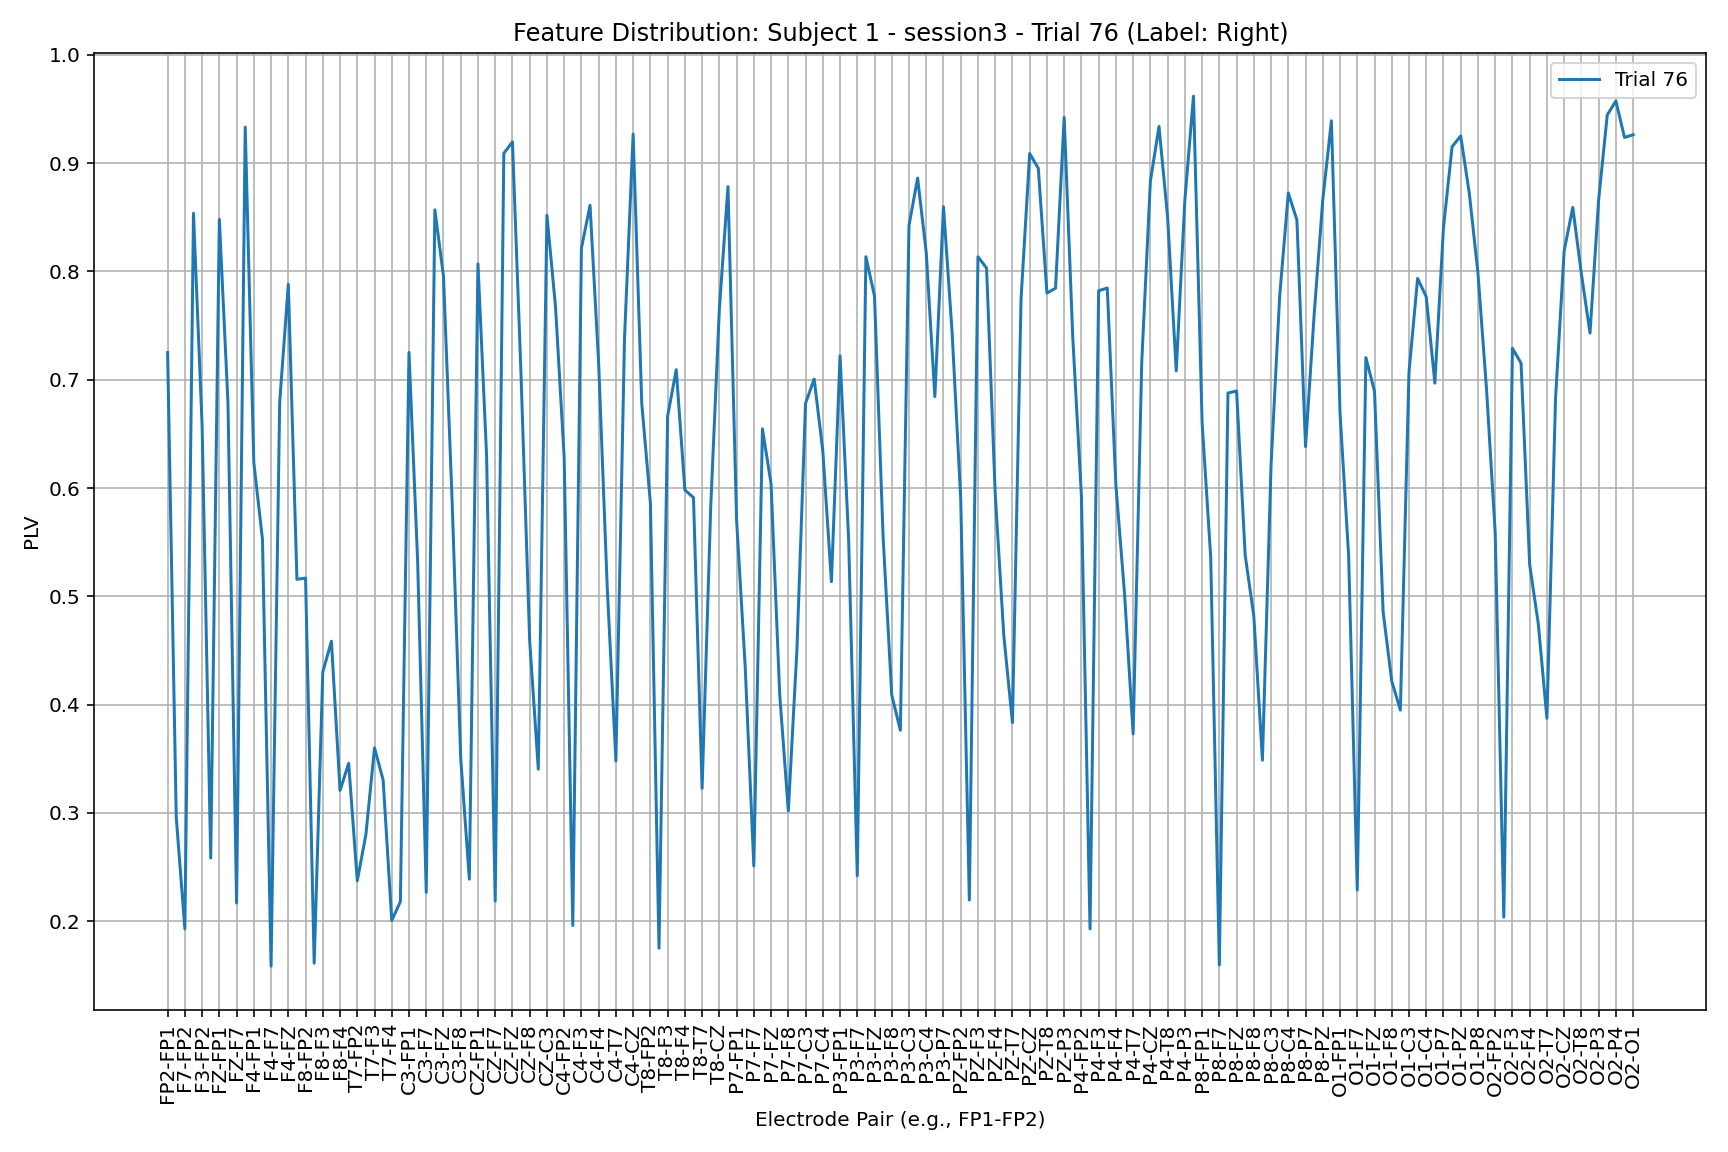 Feature Distribution: Subject 1 - session3 - Trial 76 (Label: Right)
Trial 76
PLV
1.0
0.9
0.8
0.7
0.6
0.5
0.4
0.3
0.2
FP2-FP1
F7-FP2
F3-FP2
FZ-FP1
FZ-F7
F4-FP1
F4-F7
F4-FZ
F8-FP2
F8-F3
F8-F4
T7-FP2
T7-F3
T7-F4
C3-FP1
C3-F7
C3-FZ
C3-F8
CZ-FP1
CZ-F7
CZ-FZ
CZ-F8
CZ-C3
C4-FP2
C4-F3
C4-F4
C4-T7
C4-CZ
T8-FP2
T8-F3
T8-F4
T8-T7
T8-CZ
P7-FP1
P7-F7
P7-FZ
P7-F8
P7-C3
P7-C4
P3-FP1
P3-F7
P3-FZ
P3-F8
P3-C3
P3-C4
P3-P7
PZ-FP2
PZ-F3
PZ-F4
PZ-T7
PZ-CZ
PZ-T8
PZ-P3
P4-FP2
P4-F3
P4-F4
P4-T7
P4-CZ
P4-T8
P4-P3
P8-FP1
P8-F7
P8-FZ
P8-F8
P8-C3
P8-C4
P8-P7
P8-PZ
O1-FP1
O1-F7
O1-FZ
O1-F8
O1-C3
O1-C4
O1-P7
O1-PZ
O1-P8
O2-FP2
O2-F3
O2-F4
O2-T7
O2-CZ
O2-T8
O2-P3
O2-P4
O2-O1
Electrode Pair (e.g., FP1-FP2)